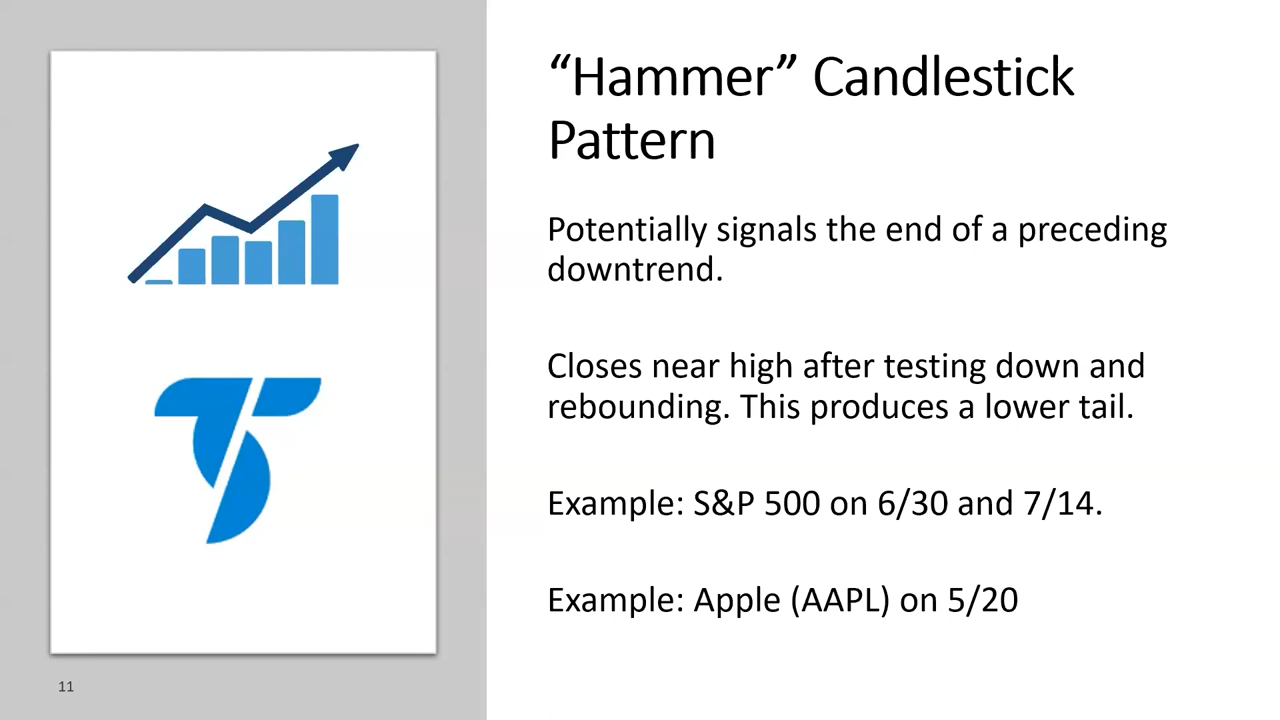 “Hammer” Candlestick
Pattern
Potentially signals the end of a preceding
downtrend.
Closes near high after testing down and
rebounding. This produces a lower tail.
Example: S&P 500 on 6/30 and 7/14.
Example: Apple (AAPL) on 5/20
11